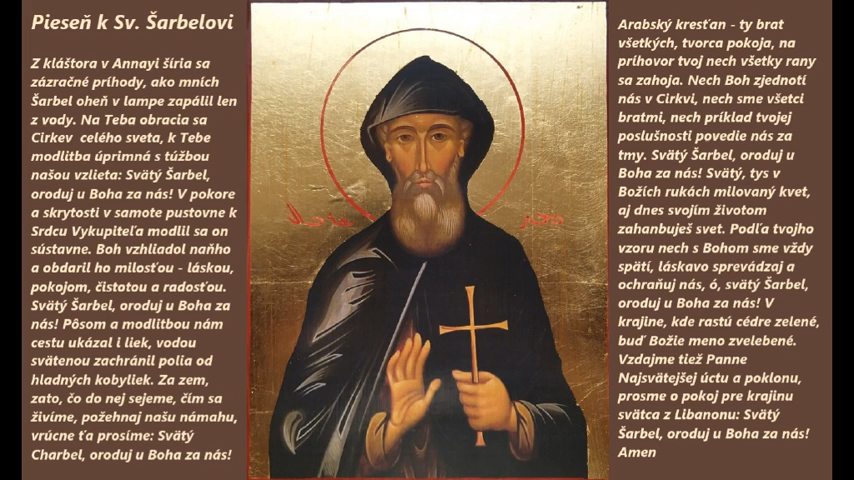 Pieseň k Sv. Šarbelovi
Z kláštora v Annayi šíria sa
zázračné príhody, ako mních
Šarbel oheň v lampe zapálil len
z vody. Na Teba obracia sa
Cirkev celého sveta, k Tebe
modlitba úprimná s túžbou
našou vzlieta: Svätý Šarbel,
oroduj u Boha za nás! V pokore
a skrytosti v samote pustovne k
Srdcu Vykupiteľa modlil sa on
sústavne. Boh vzhliadol naňho
a obdaril ho milosťou - láskou,
pokojom, čistotou a radosťou.
Svätý Šarbel, oroduj u Boha za
nás! Pôsom a modlitbou nám
cestu ukázal i liek, vodou
svätenou zachránil polia od
hladných kobyliek. Za zem,
zato, čo do nej sejeme, čím sa
živíme, požehnaj našu námahu,
vrúcne ťa prosíme: Svätý
Charbel, oroduj u Boha za nás!
Arabský kresťan - ty brat
všetkých, tvorca pokoja, na
príhovor tvoj nech všetky rany
sa zahoja. Nech Boh zjednotí
nás v Cirkvi, nech sme všetci
bratmi, nech príklad tvojej
poslušnosti povedie nás za
tmy. Svätý Šarbel, oroduj u
Boha za nás! Svätý, tys v
Božích rukách milovaný kvet,
aj dnes svojím životom
zahanbuješ svet. Podľa tvojho
vzoru nech s Bohom sme vždy
spätí, láskavo sprevádzaj a
ochraňuj nás, ó, svätý Šarbel,
oroduj u Boha za nás! V
krajine, kde rastú cédre zelené,
buď Božie meno zvelebené.
Vzdajme tiež Panne
Najsvätejšej úctu a poklonu,
prosme o pokoj pre krajinu
svätca z Libanonu: Svätý
Šarbel, oroduj u Boha za nás!
Amen